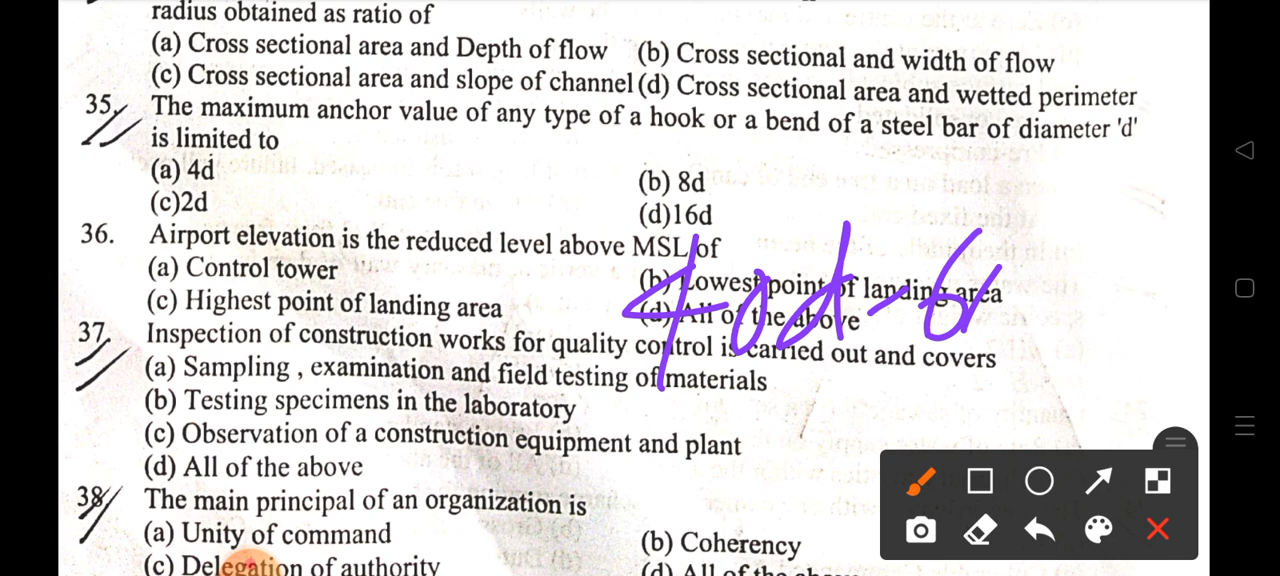 radius obtained as ratio of
(a) Cross sectional area and Depth of flow (b) Cross sectional and width of flow
(c) Cross sectional area and slope of channel (d) Cross sectional area and wetted perimeter
35. The maximum anchor value of any type of a hook or a bend of a steel bar of diameter 'd'
is limited to
(a) 4d (b) 8d
(c)2d (d)16d
36. Airport elevation is the reduced level above MSL of
(a) Control tower (b) Lowest point of landing area
(c) Highest point of landing area (d) All of the above
37. Inspection of construction works for quality control is carried out and covers
(a) Sampling , examination and field testing of materials
(b) Testing specimens in the laboratory
(c) Observation of a construction equipment and plant
(d) All of the above
38. The main principal of an organization is
(a) Unity of command (b) Coherency
(c) Delegation of authority (d) All of the above